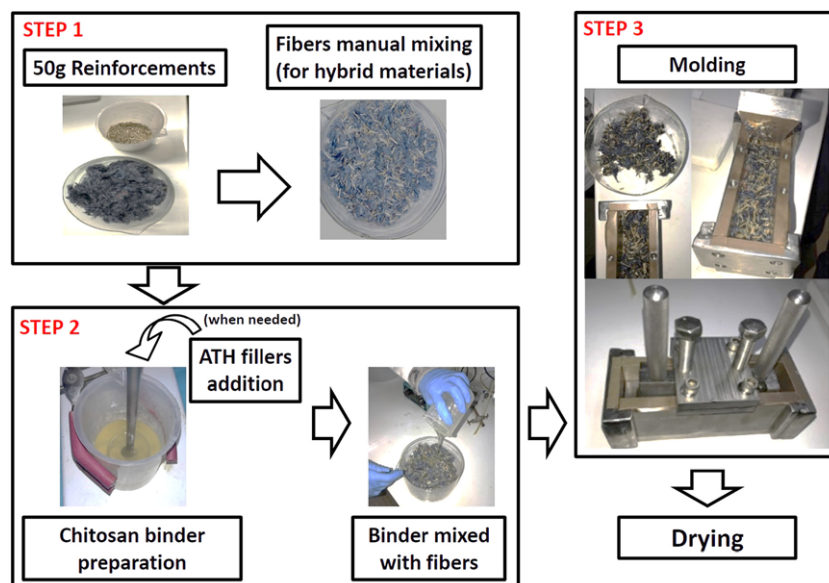 STEP 1
50g Reinforcements
Fibers manual mixing
(for hybrid materials)
STEP 2
(when needed)
ATH fillers
addition
Chitosan binder
preparation
Binder mixed
with fibers
STEP 3
Molding
Drying